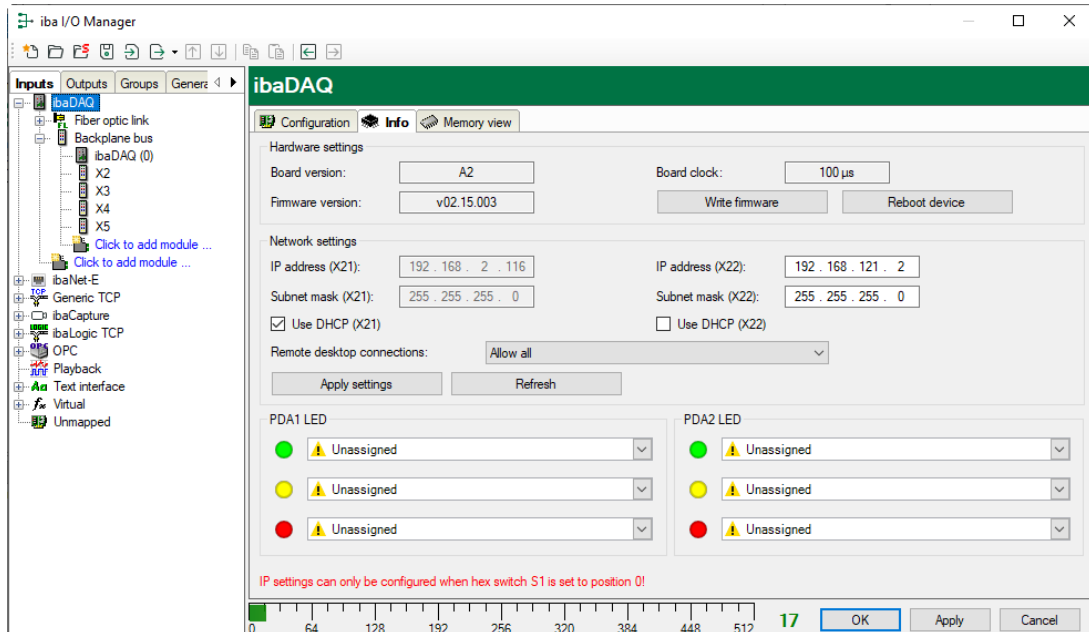 iba I/O Manager
Inputs Outputs Groups Genera
ibaDAQ
Fiber optic link
Backplane bus
ibaDAQ (0)
X2
X3
X4
X5
Click to add module ...
Click to add module ...
ibaNet-E
Generic TCP
ibaCapture
ibaLogic TCP
OPC
Playback
Text interface
Virtual
Unmapped
ibaDAQ
Configuration Info Memory view
Hardware settings
Board version: A2 Board clock: 100 µs
Firmware version: v02.15.003 Write firmware Reboot device
Network settings
IP address (X21): 192 . 168 . 2 . 116 IP address (X22): 192 . 168 . 121 . 2
Subnet mask (X21): 255 . 255 . 255 . 0 Subnet mask (X22): 255 . 255 . 255 . 0
Use DHCP (X21) Use DHCP (X22)
Remote desktop connections: Allow all
Apply settings Refresh
PDA1 LED PDA2 LED
Unassigned Unassigned
Unassigned Unassigned
Unassigned Unassigned
IP settings can only be configured when hex switch S1 is set to position 0!
0 64 128 192 256 320 384 448 512 17 OK Apply Cancel